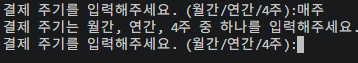 결제 주기를 입력해주세요. (월간/연간/4주):매주
결제 주기는 월간, 연간, 4주 중 하나를 입력해주세요.
결제 주기를 입력해주세요. (월간/연간/4주):